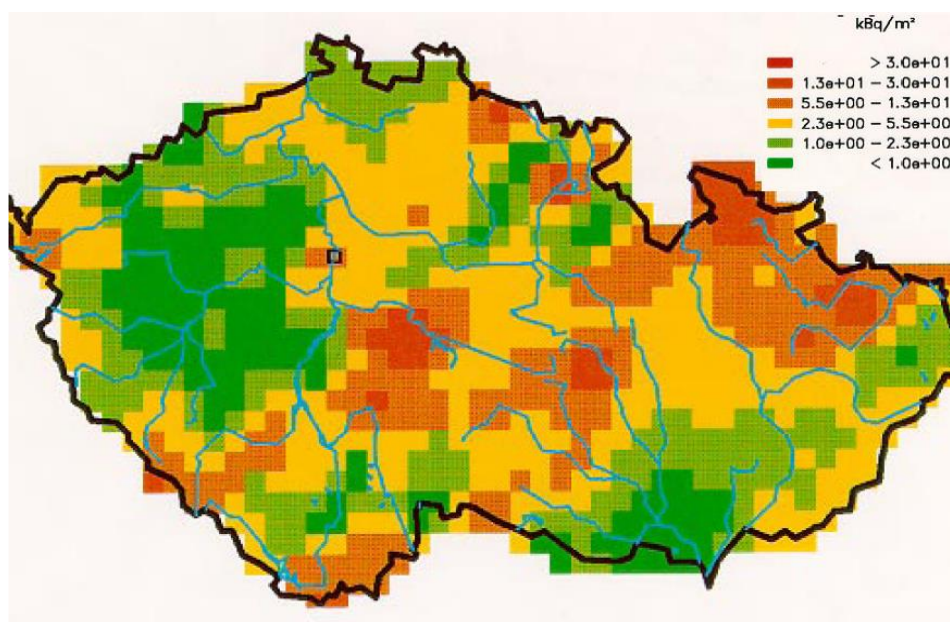 kBq/m²
> 3.0e+01
1.3e+01 – 3.0e+01
5.5e+00 – 1.3e+01
2.3e+00 – 5.5e+00
1.0e+00 – 2.3e+00
< 1.0e+00